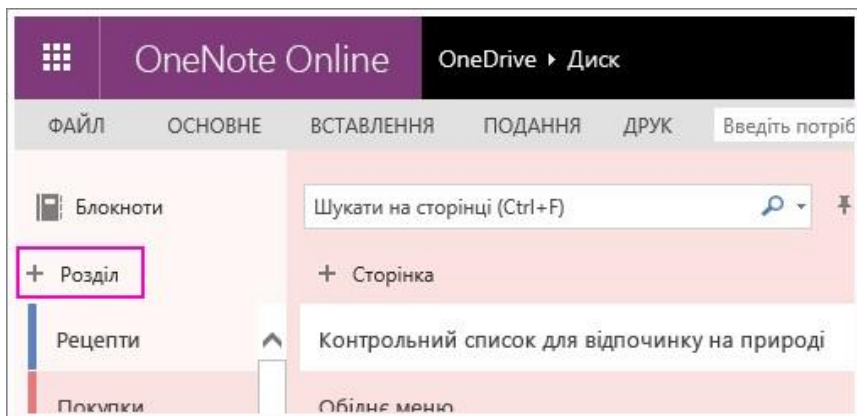 OneNote Online OneDrive ▸ Диск
ФАЙЛ ОСНОВНЕ ВСТАВЛЕННЯ ПОДАННЯ ДРУК Введіть потріб
Блокноти Шукати на сторінці (Ctrl+F)
+ Розділ + Сторінка
Рецепти Контрольний список для відпочинку на природі
Покупки Обіднє меню